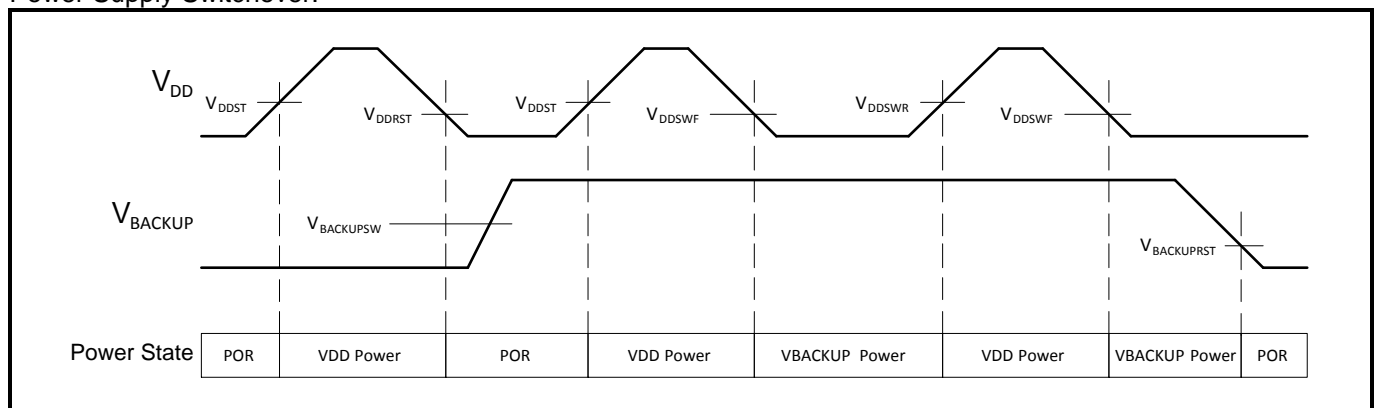 Power Supply Switchover:
VDD
VDDST
VDDRST
VDDST
VDDSWF
VDDSWR
VDDSWF
VBACKUP
VBACKUPSW
VBACKUPRST
Power State
POR
VDD Power
POR
VDD Power
VBACKUP Power
VDD Power
VBACKUP Power
POR